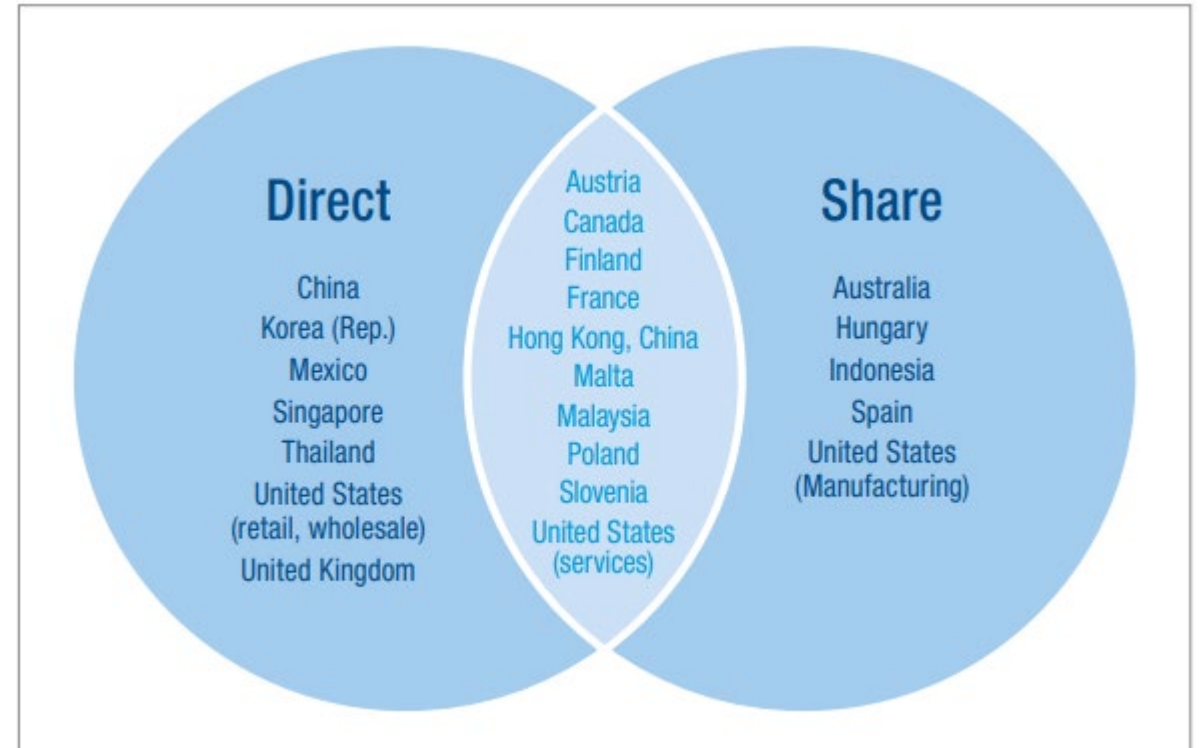 Direct
China
Korea (Rep.)
Mexico
Singapore
Thailand
United States
(retail, wholesale)
United Kingdom
Austria
Canada
Finland
France
Hong Kong, China
Malta
Malaysia
Poland
Slovenia
United States
(services)
Share
Australia
Hungary
Indonesia
Spain
United States
(Manufacturing)